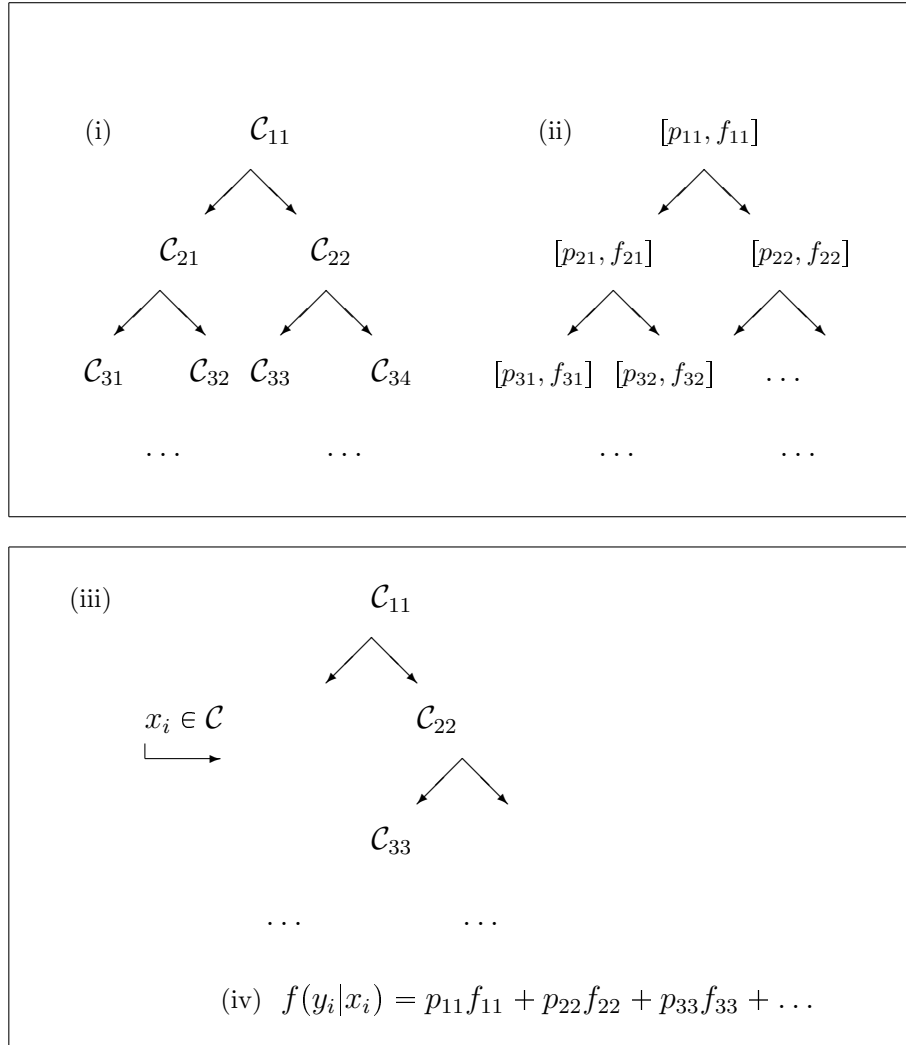 (i) 𝒞₁₁ (ii) [p₁₁, f₁₁]
𝒞₂₁ 𝒞₂₂ [p₂₁, f₂₁] [p₂₂, f₂₂]
𝒞₃₁ 𝒞₃₂ 𝒞₃₃ 𝒞₃₄ [p₃₁, f₃₁] [p₃₂, f₃₂] ...
... ... ... ...
(iii) 𝒞₁₁
xᵢ ∈ 𝒞 𝒞₂₂
𝒞₃₃
... ...
(iv) f(yᵢ|xᵢ) = p₁₁f₁₁ + p₂₂f₂₂ + p₃₃f₃₃ + ...